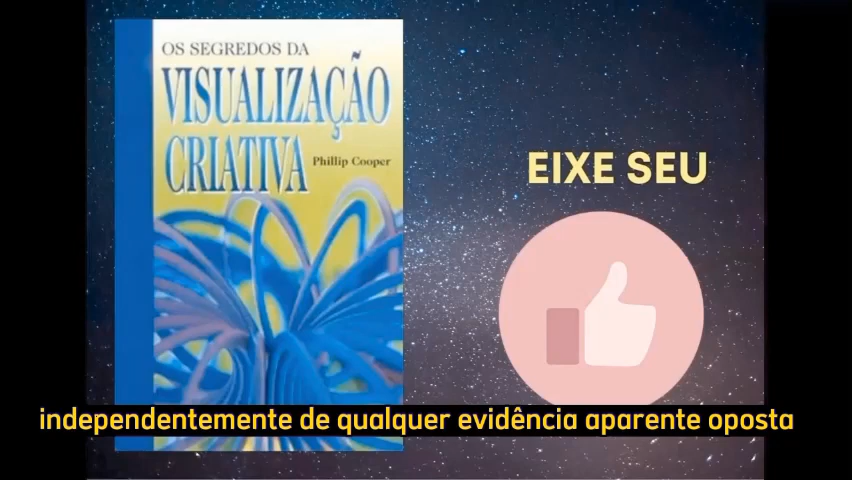 OS SEGREDOS DA
VISUALIZAÇÃO
CRIATIVA
Phillip Cooper
EIXE SEU
independentemente de qualquer evidência aparente oposta